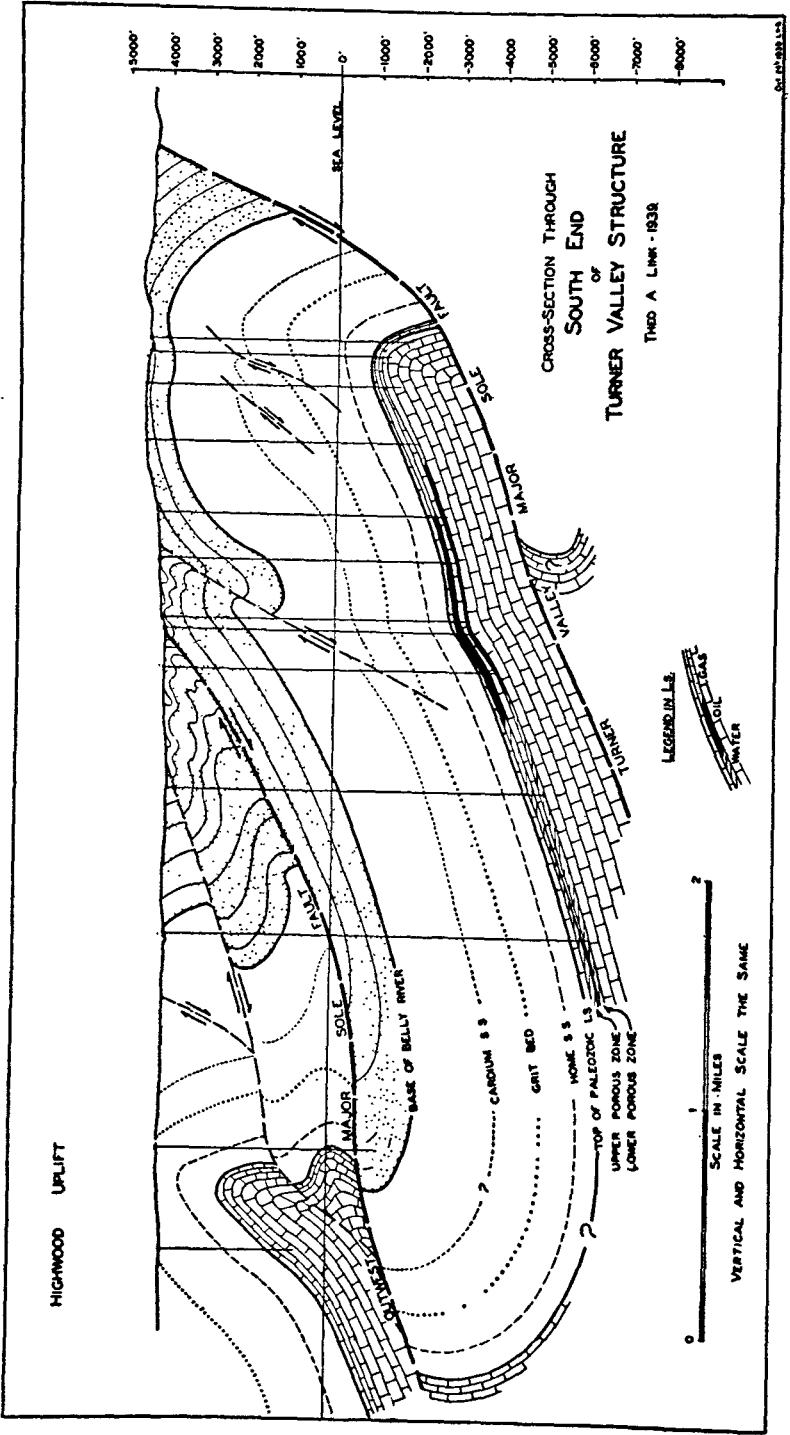 HIGHWOOD UPLIFT
5000'
4000'
3000'
2000'
1000'
0'
-1000'
-2000'
-3000'
-4000
-5000'
-6000'
-7000'
-8000'
SEA LEVEL
CROSS-SECTION THROUGH
SOUTH END
OF
TURNER VALLEY STRUCTURE
THEO A LINK - 1939
OUTWEST MAJOR SOLE FAULT
TURNER VALLEY MAJOR SOLE FAULT
?
BASE OF BELLY RIVER
? CARDIUM S S
GRIT BED
HOME S S
? TOP OF PALEOZOIC LS
UPPER POROUS ZONE
LOWER POROUS ZONE
LEGEND IN LS.
GAS
OIL
WATER
0 1 2
SCALE IN MILES
VERTICAL AND HORIZONTAL SCALE THE SAME